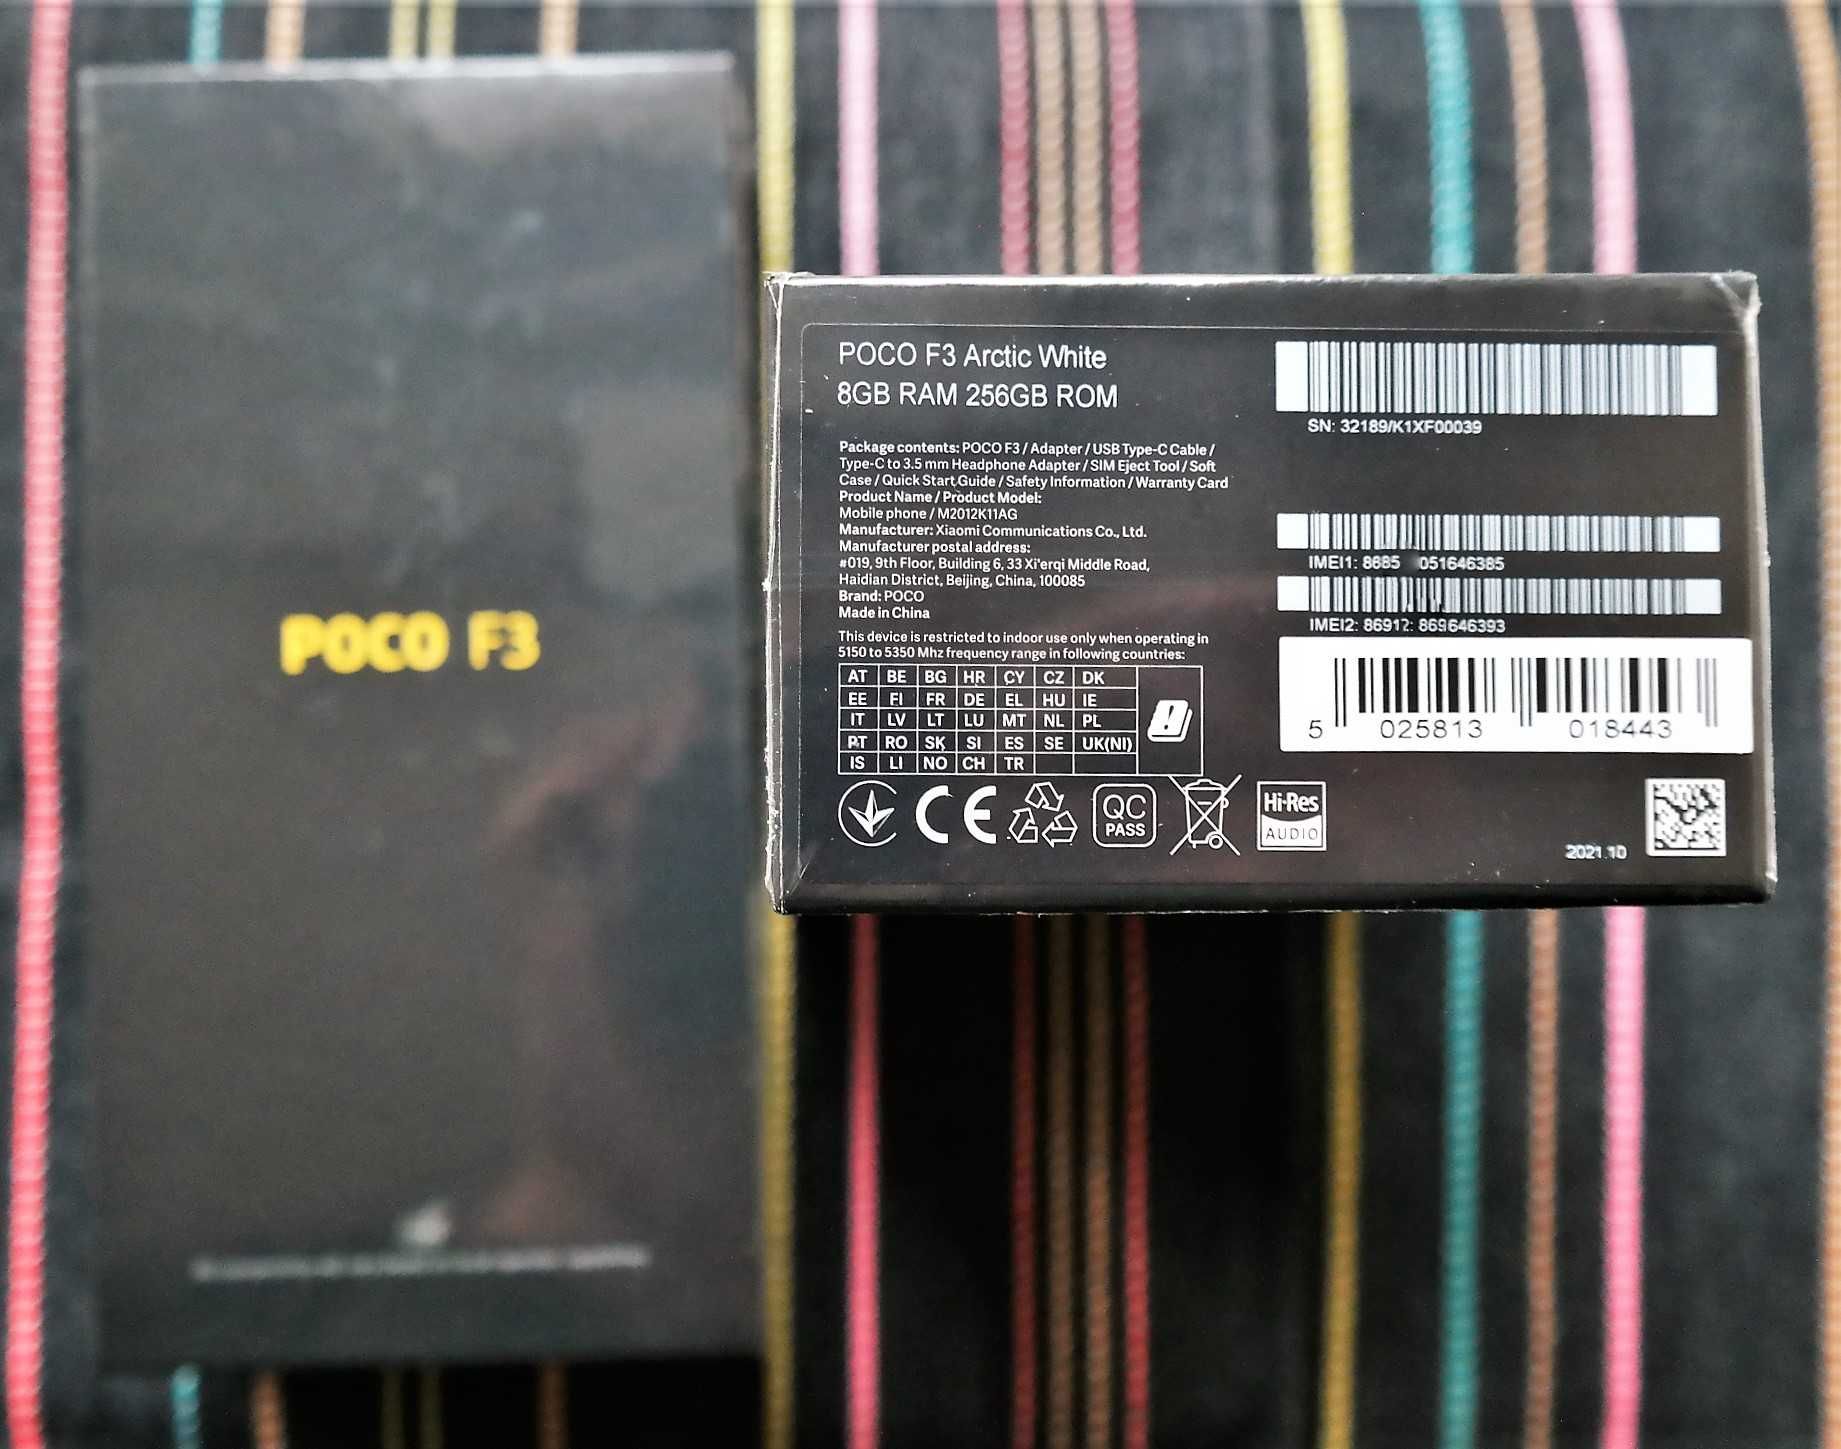 POCO F3
POCO F3 Arctic White
8GB RAM 256GB ROM
Package contents: POCO F3 / Adapter / USB Type-C Cable /
Type-C to 3.5 mm Headphone Adapter / SIM Eject Tool / Soft
Case / Quick Start Guide / Safety Information / Warranty Card
Product Name / Product Model:
Mobile phone / M2012K11AG
Manufacturer: Xiaomi Communications Co., Ltd.
Manufacturer postal address:
#019, 9th Floor, Building 6, 33 Xi'erqi Middle Road,
Haidian District, Beijing, China, 100085
Brand: POCO
Made in China
This device is restricted to indoor use only when operating in
5150 to 5350 Mhz frequency range in following countries:
AT BE BG HR CY CZ DK
EE FI FR DE EL HU IE
IT LV LT LU MT NL PL
PT RO SK SI ES SE UK(NI)
IS LI NO CH TR
CE
QC
PASS
Hi-Res
AUDIO
SN: 32189/K1XF00039
IMEI1: 8685 051646385
IMEI2: 86912: 869646393
5 025813 018443
2021.10